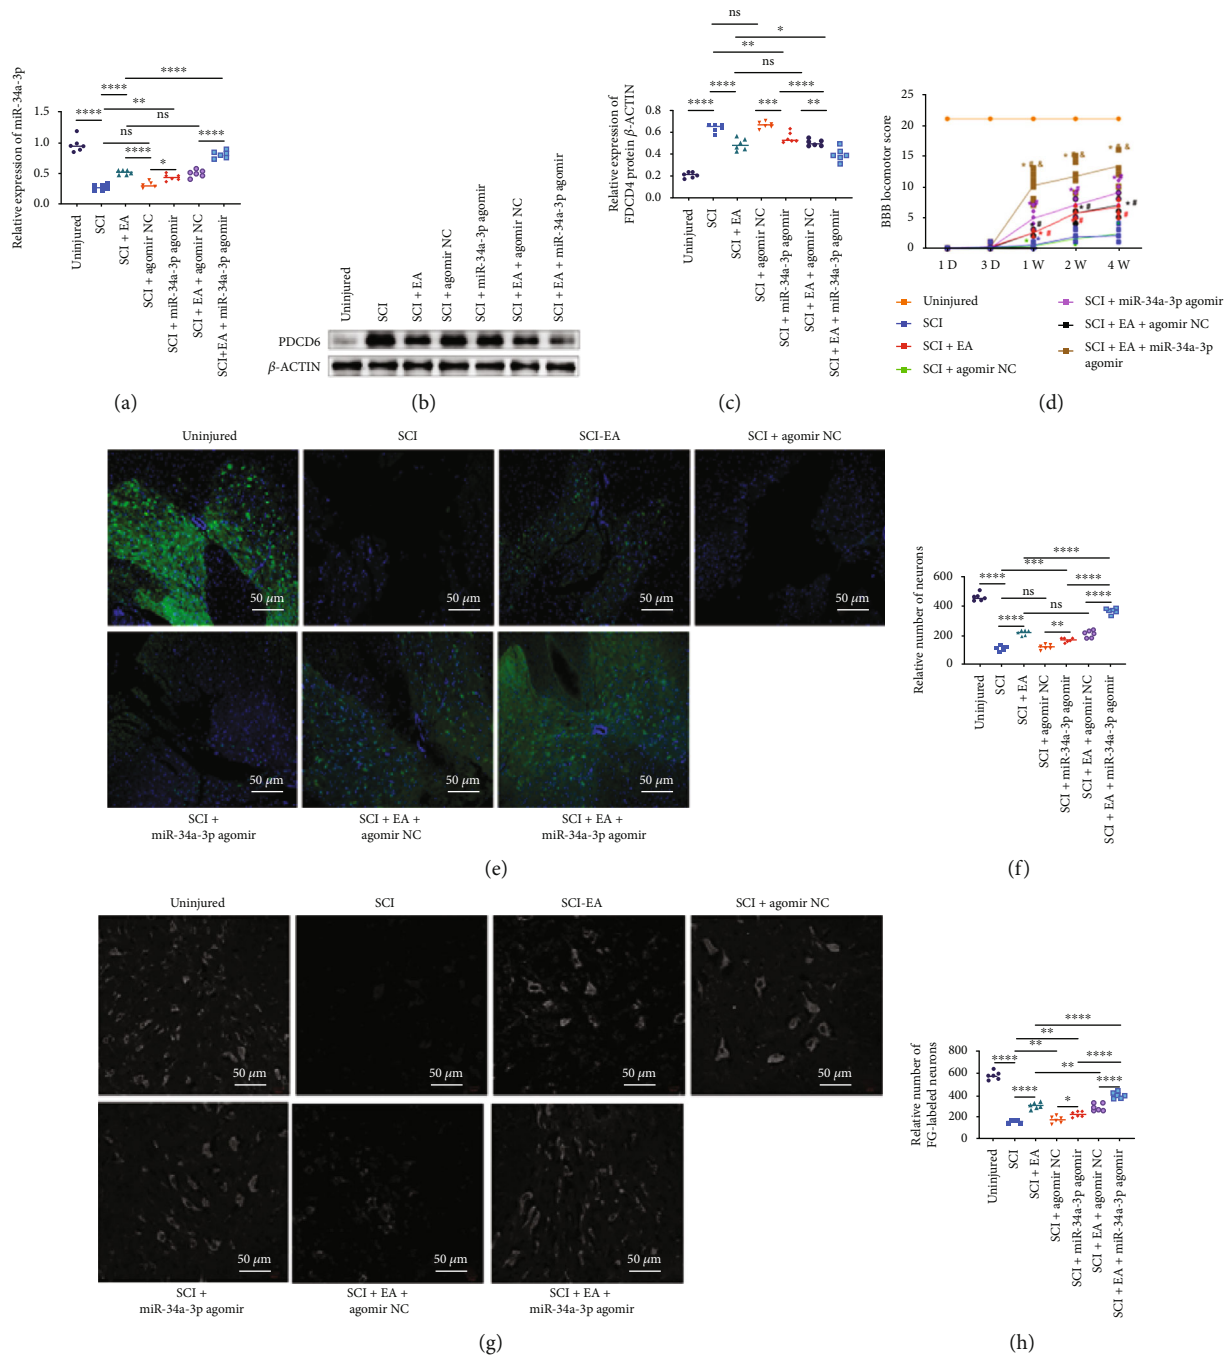 Relative expression of miR-34a-3p
1.5
1.0
0.5
0.0
****
****
****
**
ns
ns
****
****
*
Uninjured
SCI
SCI + EA
SCI + agomir NC
SCI + miR-34a-3p agomir
SCI + EA + agomir NC
SCI+EA + miR-34a-3p agomir
(a)
Uninjured
SCI
SCI + EA
SCI + agomir NC
SCI + miR-34a-3p agomir
SCI + EA + agomir NC
SCI + EA + miR-34a-3p agomir
PDCD6
β-ACTIN
(b)
Relative expression of
FDCD4 protein β-ACTIN
0.8
0.6
0.4
0.2
0.0
ns
*
**
ns
****
****
****
***
**
Uninjured
SCI
SCI + EA
SCI + agomir NC
SCI + miR-34a-3p agomir
SCI + EA + agomir NC
SCI + EA + miR-34a-3p agomir
(c)
BBB locomotor score
25
20
15
10
5
0
1 D
3 D
1 W
2 W
4 W
Uninjured
SCI
SCI + EA
SCI + agomir NC
SCI + miR-34a-3p agomir
SCI + EA + agomir NC
SCI + EA + miR-34a-3p
agomir
(d)
Uninjured
SCI
SCI-EA
SCI + agomir NC
50 μm
50 μm
50 μm
50 μm
50 μm
50 μm
50 μm
SCI +
miR-34a-3p agomir
SCI + EA +
agomir NC
SCI + EA +
miR-34a-3p agomir
(e)
Relative number of neurons
600
400
200
0
****
***
****
****
ns
****
****
ns
**
Uninjured
SCI
SCI + EA
SCI + agomir NC
SCI + miR-34a-3p agomir
SCI + EA + agomir NC
SCI + EA + miR-34a-3p agomir
(f)
Uninjured
SCI
SCI-EA
SCI + agomir NC
50 μm
50 μm
50 μm
50 μm
50 μm
50 μm
50 μm
SCI +
miR-34a-3p agomir
SCI + EA +
agomir NC
SCI + EA +
miR-34a-3p agomir
(g)
Relative number of
FG-labeled neurons
800
600
400
200
0
****
**
**
****
****
**
****
****
*
Uninjured
SCI
SCI + EA
SCI + agomir NC
SCI + miR-34a-3p agomir
SCI + EA + agomir NC
SCI + EA + miR-34a-3p agomir
(h)